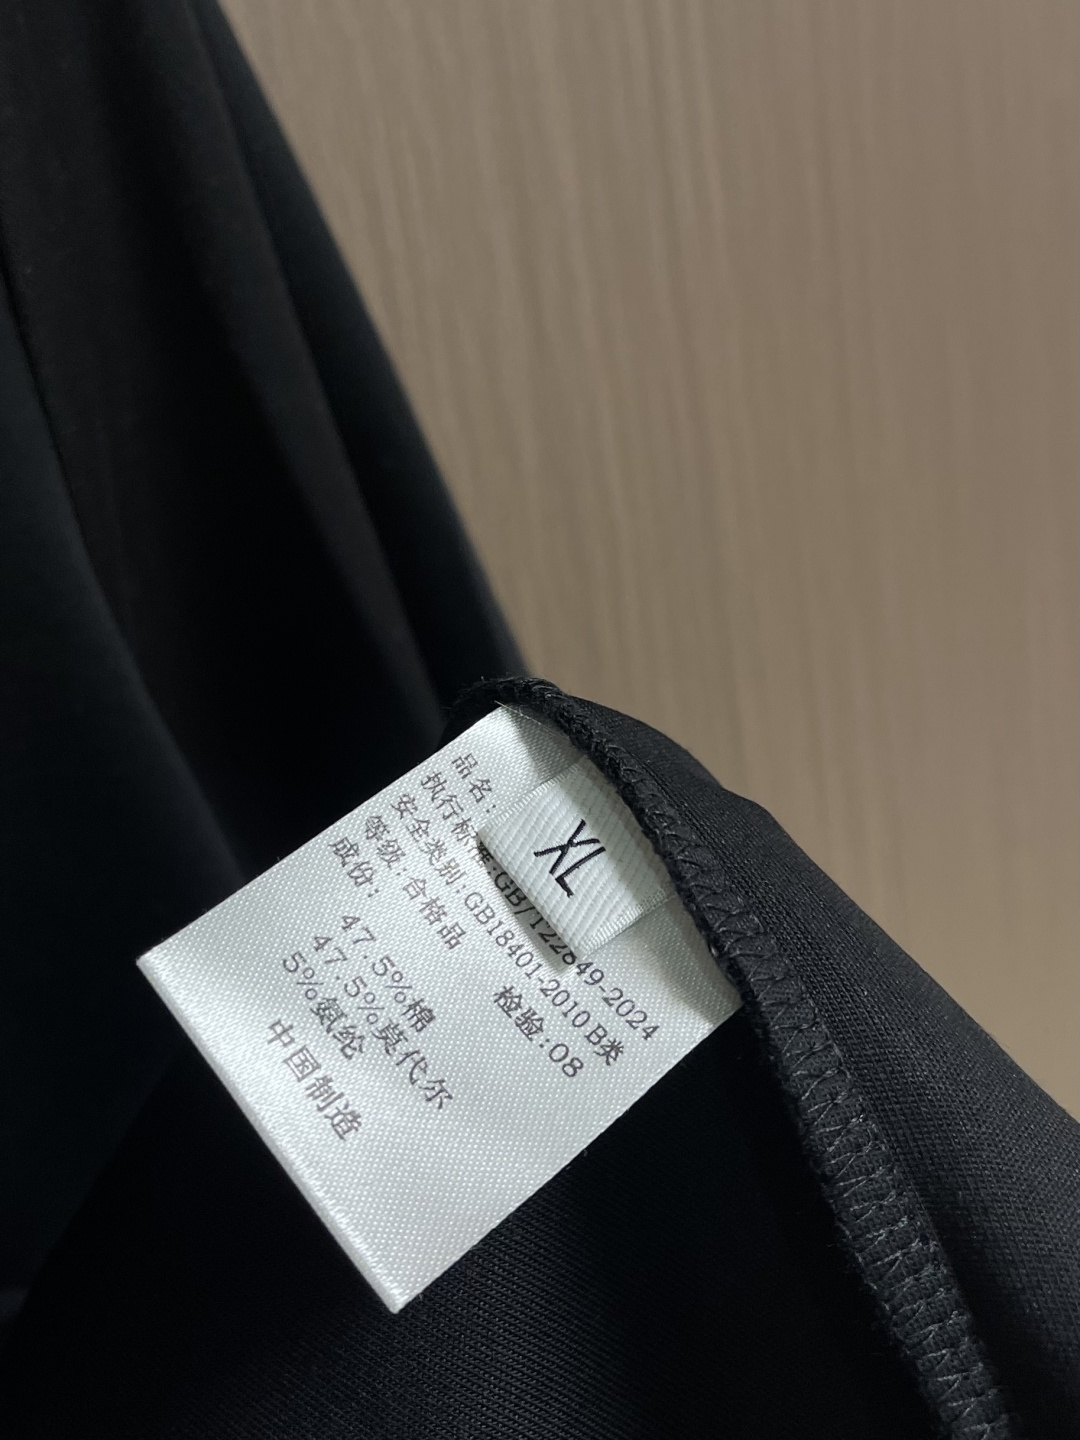 XL
品名:
执行标准:GB/T22849-2024
安全类别:GB18401-2010 B类
等级:合格品 检验:08
成份:
47.5%棉
47.5%莫代尔
5%氨纶
中国制造